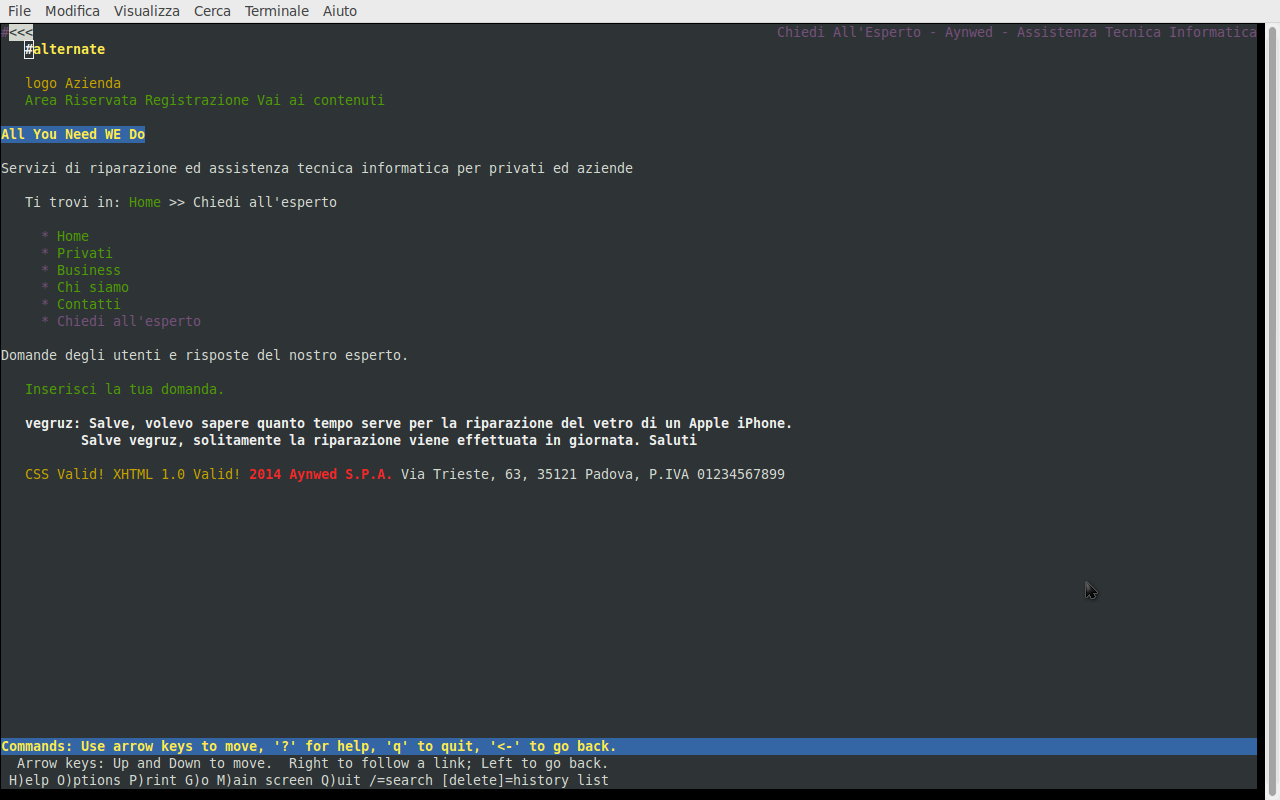 File Modifica Visualizza Cerca Terminale Aiuto
#<<< Chiedi All'Esperto - Aynwed - Assistenza Tecnica Informatica
#alternate
logo Azienda
Area Riservata Registrazione Vai ai contenuti
All You Need WE Do
Servizi di riparazione ed assistenza tecnica informatica per privati ed aziende
Ti trovi in: Home >> Chiedi all'esperto
* Home
* Privati
* Business
* Chi siamo
* Contatti
* Chiedi all'esperto
Domande degli utenti e risposte del nostro esperto.
Inserisci la tua domanda.
vegruz: Salve, volevo sapere quanto tempo serve per la riparazione del vetro di un Apple iPhone.
Salve vegruz, solitamente la riparazione viene effettuata in giornata. Saluti
CSS Valid! XHTML 1.0 Valid! 2014 Aynwed S.P.A. Via Trieste, 63, 35121 Padova, P.IVA 01234567899
Commands: Use arrow keys to move, '?' for help, 'q' to quit, '<-' to go back.
Arrow keys: Up and Down to move.  Right to follow a link; Left to go back.
H)elp O)ptions P)rint G)o M)ain screen Q)uit /=search [delete]=history list